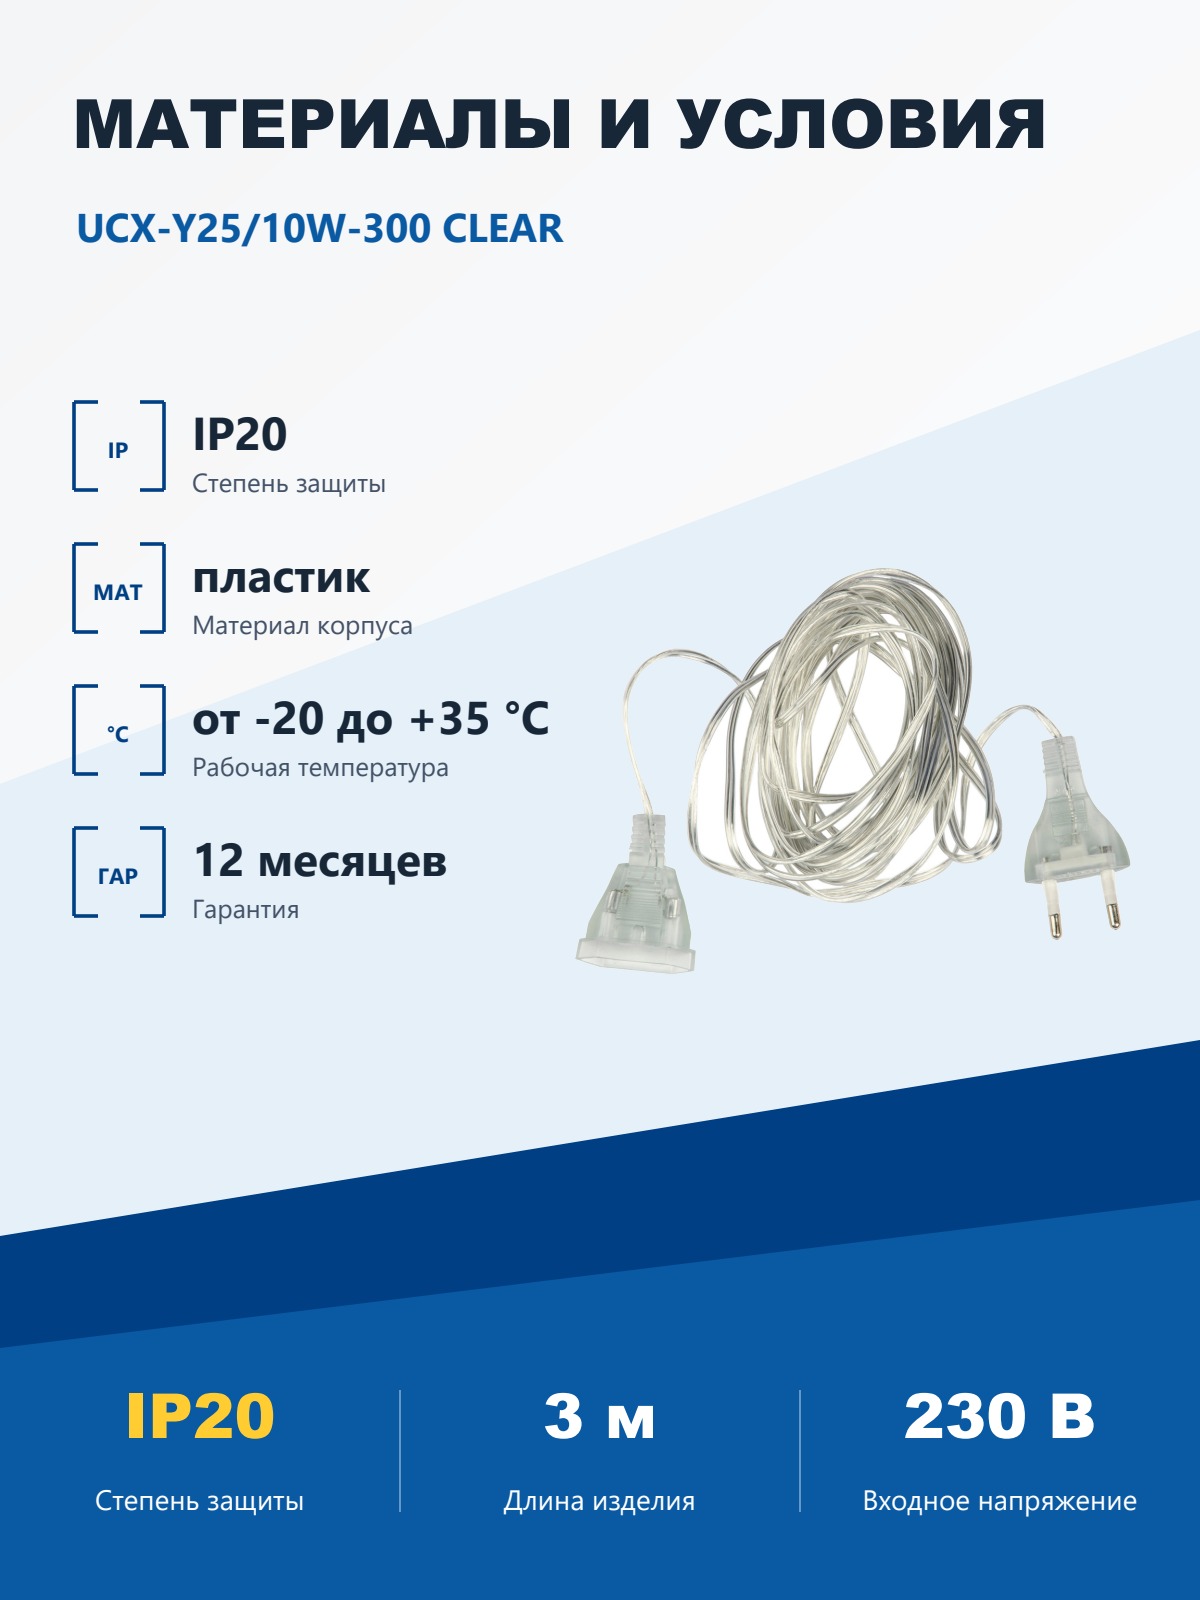 МАТЕРИАЛЫ И УСЛОВИЯ
UCX-Y25/10W-300 CLEAR
IP
IP20
Степень защиты
МАТ
пластик
Материал корпуса
°C
от -20 до +35 °C
Рабочая температура
ГАР
12 месяцев
Гарантия
IP20
3 м
230 В
Степень защиты
Длина изделия
Входное напряжение